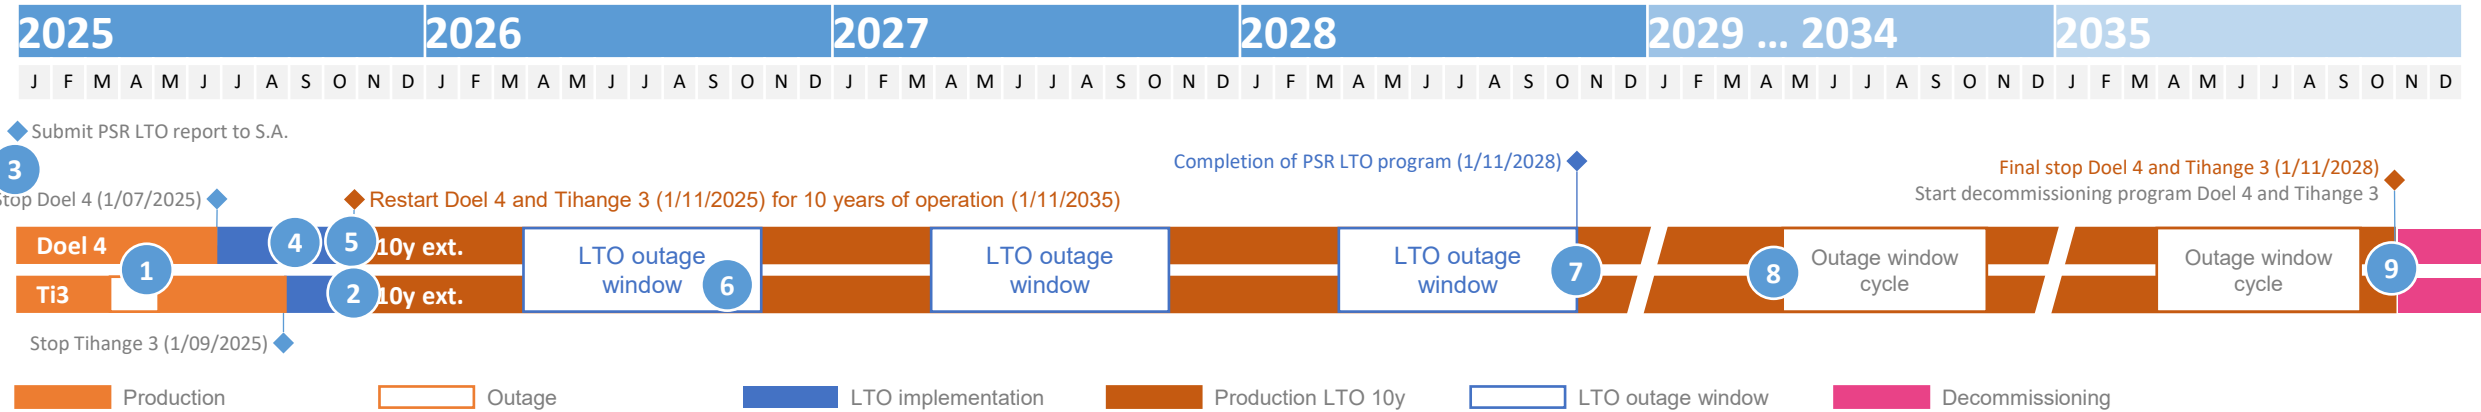 2025 2026 2027 2028 2029 ... 2034 2035
J F M A M J J A S O N D J F M A M J J A S O N D J F M A M J J A S O N D J F M A M J J A S O N D J F M A M J J A S O N D J F M A M J J A S O N D
Submit PSR LTO report to S.A.
3
Stop Doel 4 (1/07/2025)
Restart Doel 4 and Tihange 3 (1/11/2025) for 10 years of operation (1/11/2035)
Completion of PSR LTO program (1/11/2028)
Final stop Doel 4 and Tihange 3 (1/11/2028)
Start decommissioning program Doel 4 and Tihange 3
Doel 4
1
4
5
10y ext.
Ti3
2
10y ext.
LTO outage
window
6
LTO outage
window
LTO outage
window
7
8
Outage window
cycle
Outage window
cycle
9
Stop Tihange 3 (1/09/2025)
Production
Outage
LTO implementation
Production LTO 10y
LTO outage window
Decommissioning